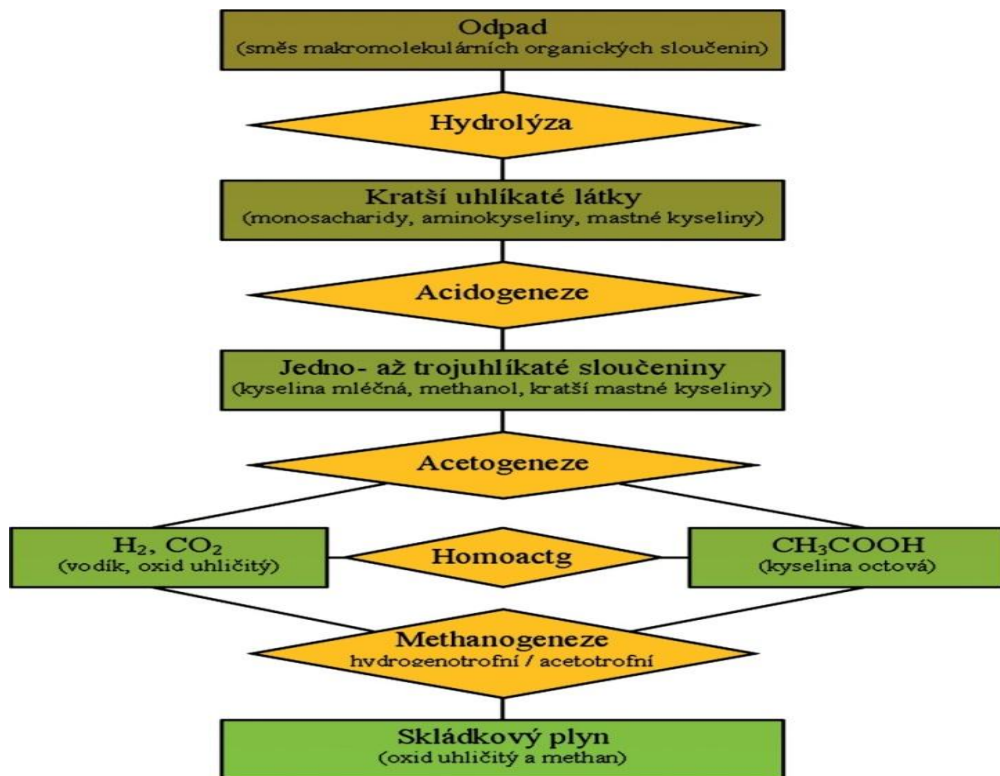 Odpad
(směs makromolekulárních organických sloučenin)
Hydrolýza
Kratší uhlíkaté látky
(monosacharidy, aminokyseliny, mastné kyseliny)
Acidogeneze
Jedno- až trojuhlíkaté sloučeniny
(kyselina mléčná, methanol, kratší mastné kyseliny)
Acetogeneze
H₂, CO₂
(vodík, oxid uhličitý)
Homoactg
CH₃COOH
(kyselina octová)
Methanogeneze
hydrogenotrofní / acetotrofní
Skládkový plyn
(oxid uhličitý a methan)